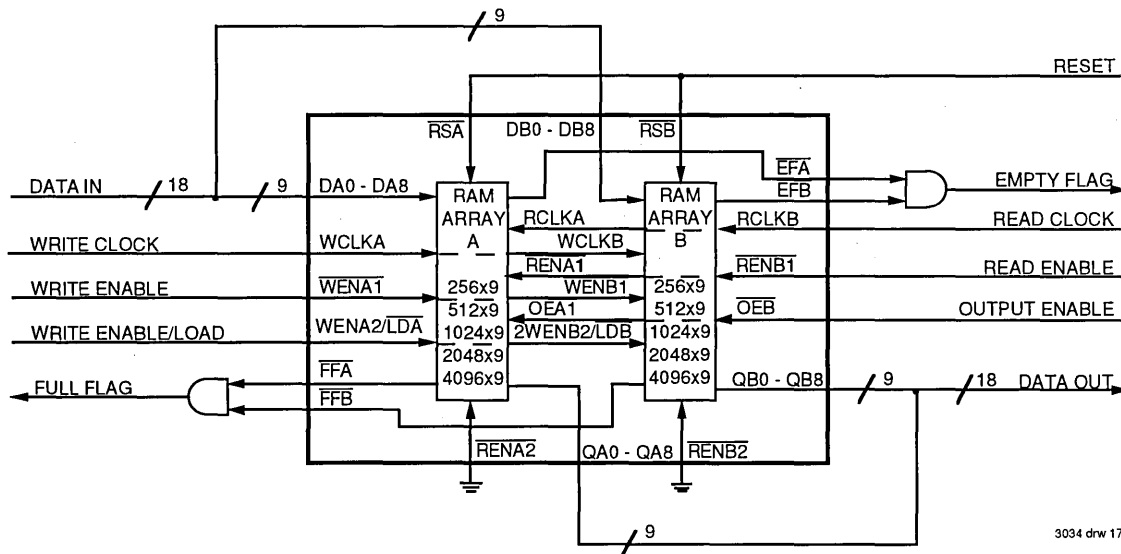 9
RESET
RSA
DB0 - DB8
RSB
EFA
DATA IN
18
9
DA0 - DA8
RAM
ARRAY
A
256x9
512x9
1024x9
2048x9
4096x9
RAM
ARRAY
B
256x9
512x9
1024x9
2048x9
4096x9
EFB
EMPTY FLAG
RCLKA
RCLKB
READ CLOCK
WRITE CLOCK
WCLKA
WCLKB
RENA1
RENB1
READ ENABLE
WRITE ENABLE
WENA1
WENB1
OEA1
OEB
OUTPUT ENABLE
WRITE ENABLE/LOAD
WENA2/LDA
2WENB2/LDB
FULL FLAG
FFA
FFB
QB0 - QB8
9
18
DATA OUT
RENA2
QA0 - QA8
RENB2
9
3034 drw 17